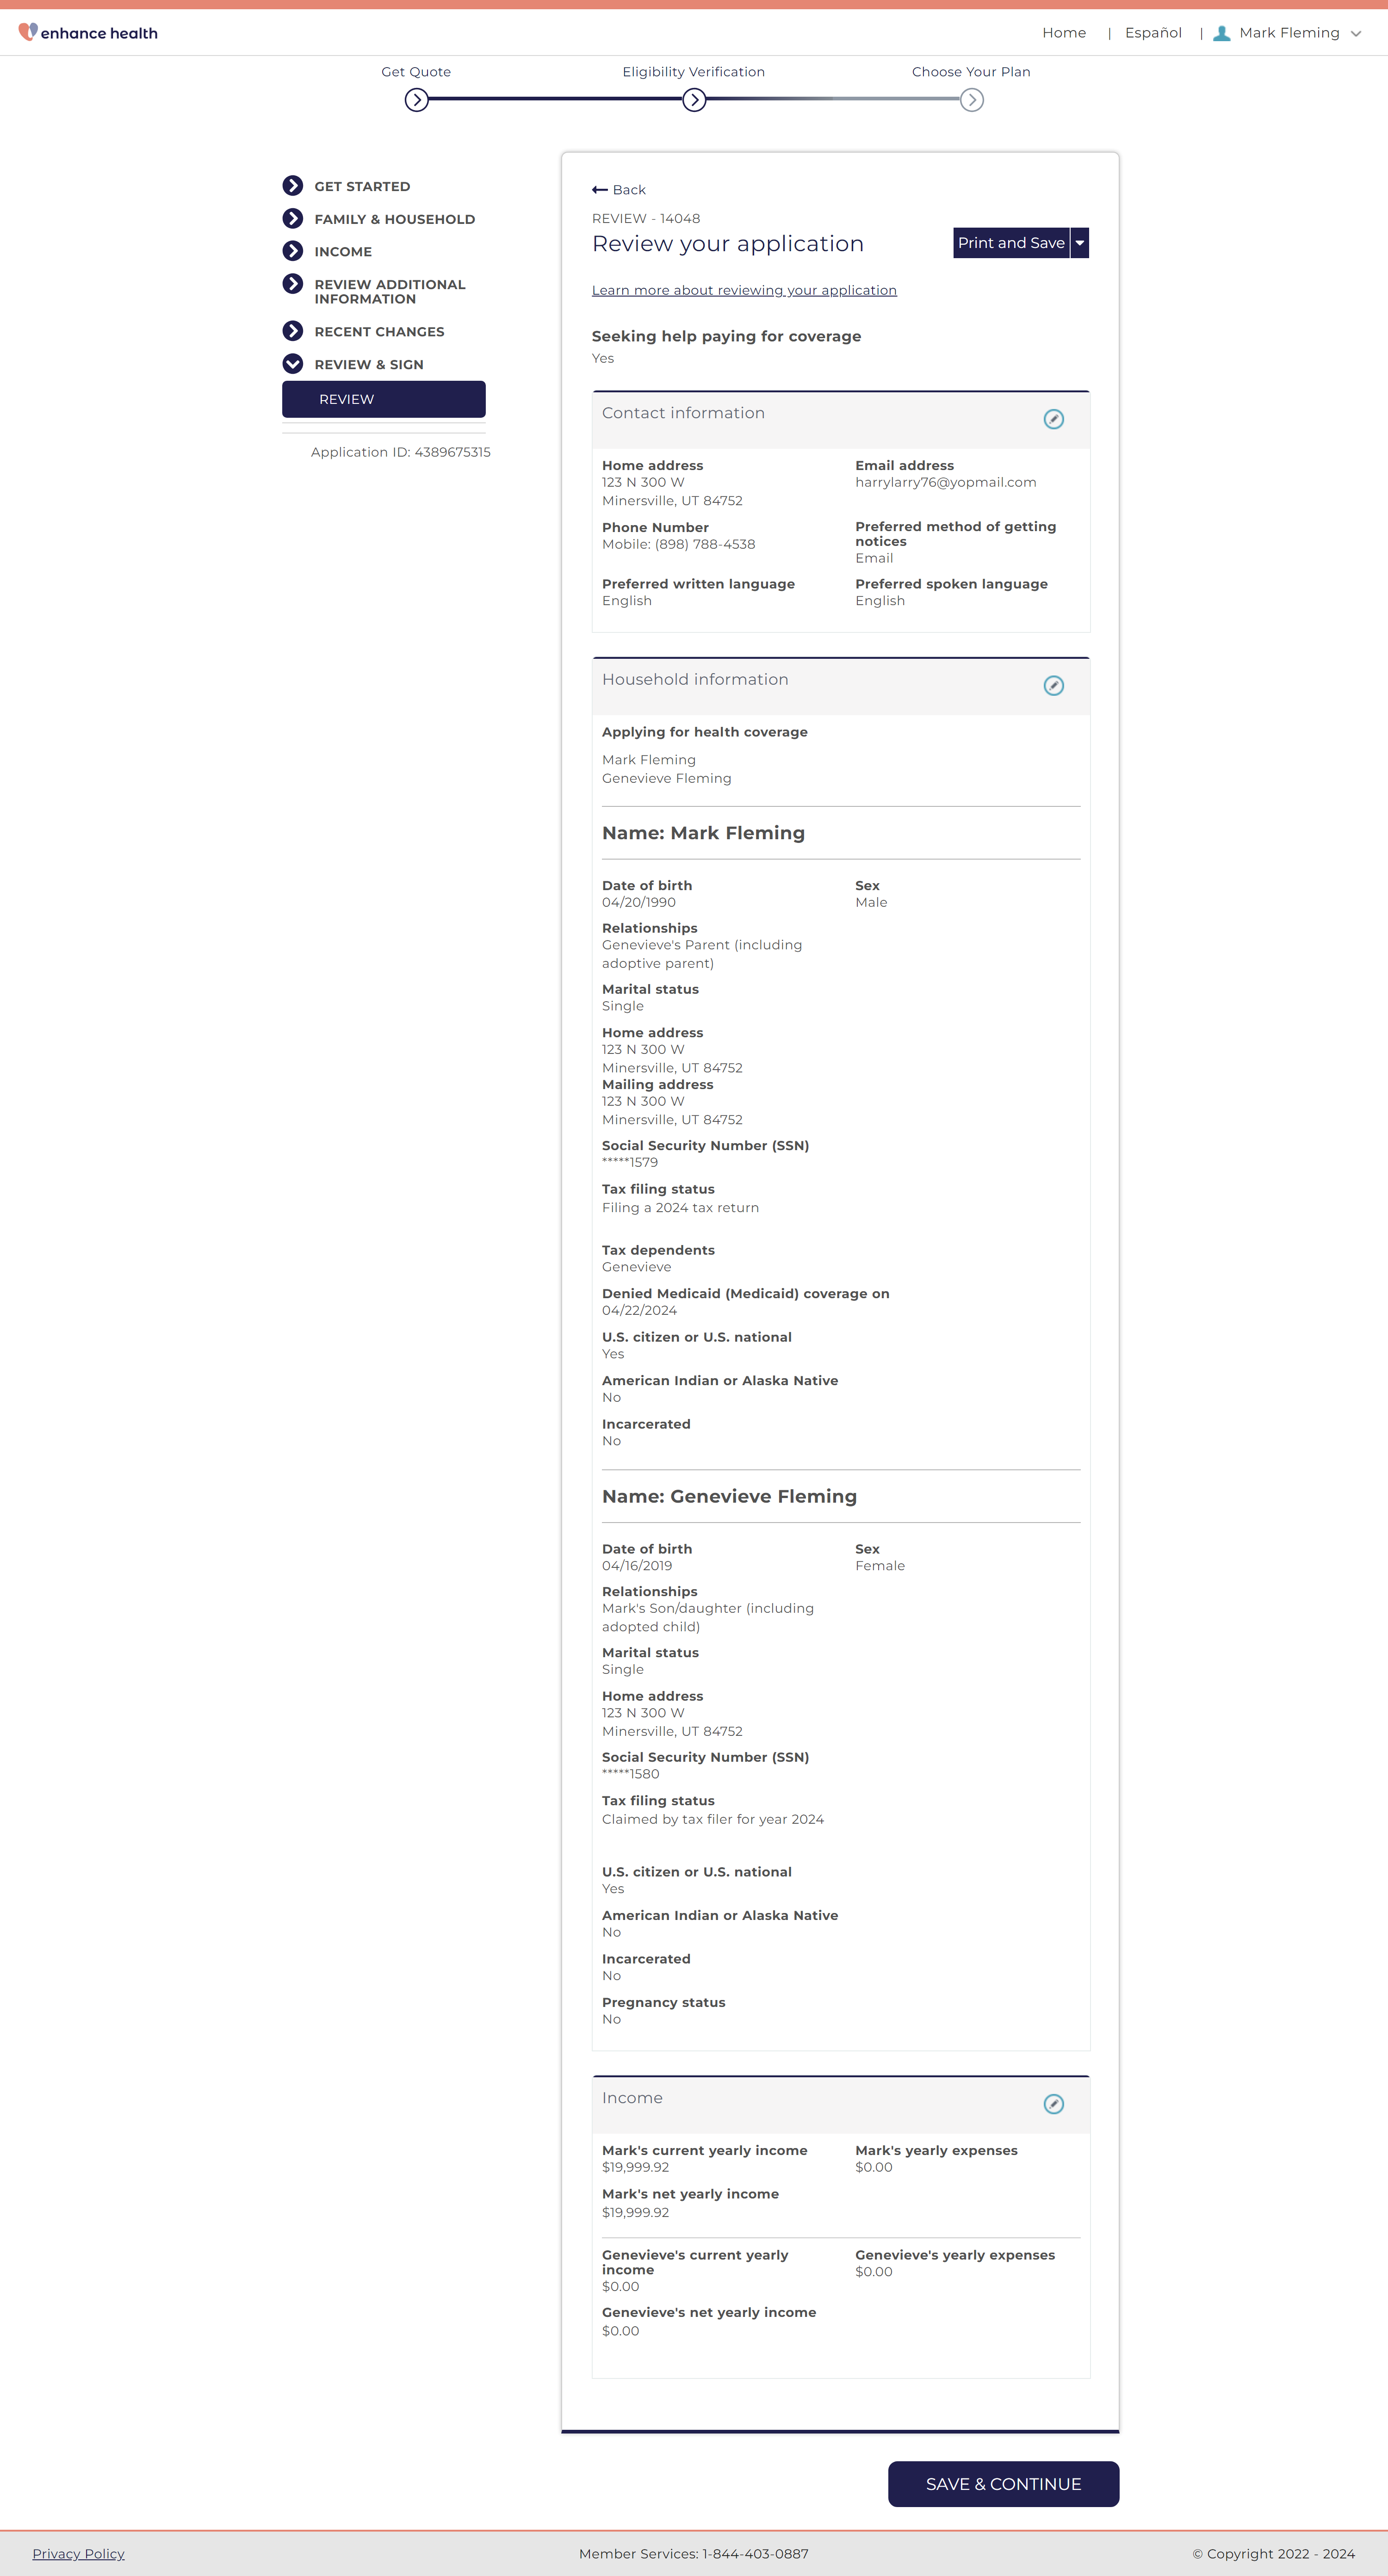 enhance health
Home | Español | Mark Fleming
Get Quote Eligibility Verification Choose Your Plan
GET STARTED
FAMILY & HOUSEHOLD
INCOME
REVIEW ADDITIONAL
INFORMATION
RECENT CHANGES
REVIEW & SIGN
REVIEW
Application ID: 4389675315
Back
REVIEW - 14048
Review your application
Print and Save
Learn more about reviewing your application
Seeking help paying for coverage
Yes
Contact information
Home address
123 N 300 W
Minersville, UT 84752
Email address
harrylarry76@yopmail.com
Phone Number
Mobile: (898) 788-4538
Preferred method of getting
notices
Email
Preferred written language
English
Preferred spoken language
English
Household information
Applying for health coverage
Mark Fleming
Genevieve Fleming
Name: Mark Fleming
Date of birth
04/20/1990
Sex
Male
Relationships
Genevieve's Parent (including
adoptive parent)
Marital status
Single
Home address
123 N 300 W
Minersville, UT 84752
Mailing address
123 N 300 W
Minersville, UT 84752
Social Security Number (SSN)
*****1579
Tax filing status
Filing a 2024 tax return
Tax dependents
Genevieve
Denied Medicaid (Medicaid) coverage on
04/22/2024
U.S. citizen or U.S. national
Yes
American Indian or Alaska Native
No
Incarcerated
No
Name: Genevieve Fleming
Date of birth
04/16/2019
Sex
Female
Relationships
Mark's Son/daughter (including
adopted child)
Marital status
Single
Home address
123 N 300 W
Minersville, UT 84752
Social Security Number (SSN)
*****1580
Tax filing status
Claimed by tax filer for year 2024
U.S. citizen or U.S. national
Yes
American Indian or Alaska Native
No
Incarcerated
No
Pregnancy status
No
Income
Mark's current yearly income
$19,999.92
Mark's yearly expenses
$0.00
Mark's net yearly income
$19,999.92
Genevieve's current yearly
income
$0.00
Genevieve's yearly expenses
$0.00
Genevieve's net yearly income
$0.00
SAVE & CONTINUE
Privacy Policy
Member Services: 1-844-403-0887
© Copyright 2022 - 2024